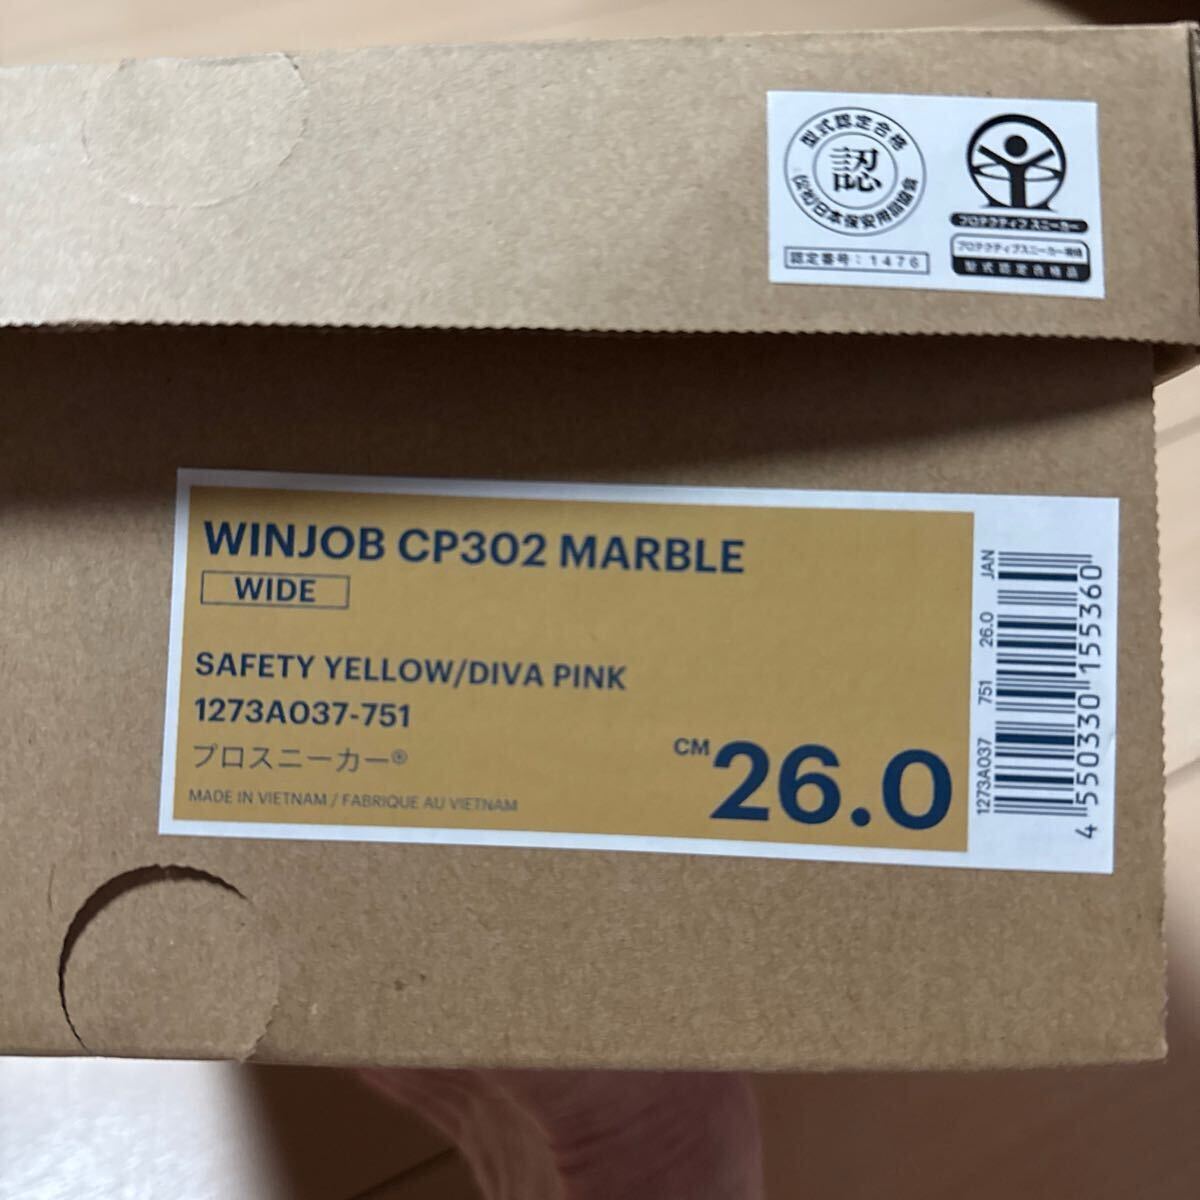 型式認定合格
認
(公社)日本保安用品協会
認定番号:1476
プロテクティブスニーカー
プロテクティブスニーカー規格
型式認定合格品
WINJOB CP302 MARBLE
WIDE
SAFETY YELLOW/DIVA PINK
1273A037-751
プロスニーカー®
MADE IN VIETNAM / FABRIQUE AU VIETNAM
CM 26.0
1273A037 751 26.0 JAN
4 550330 155360